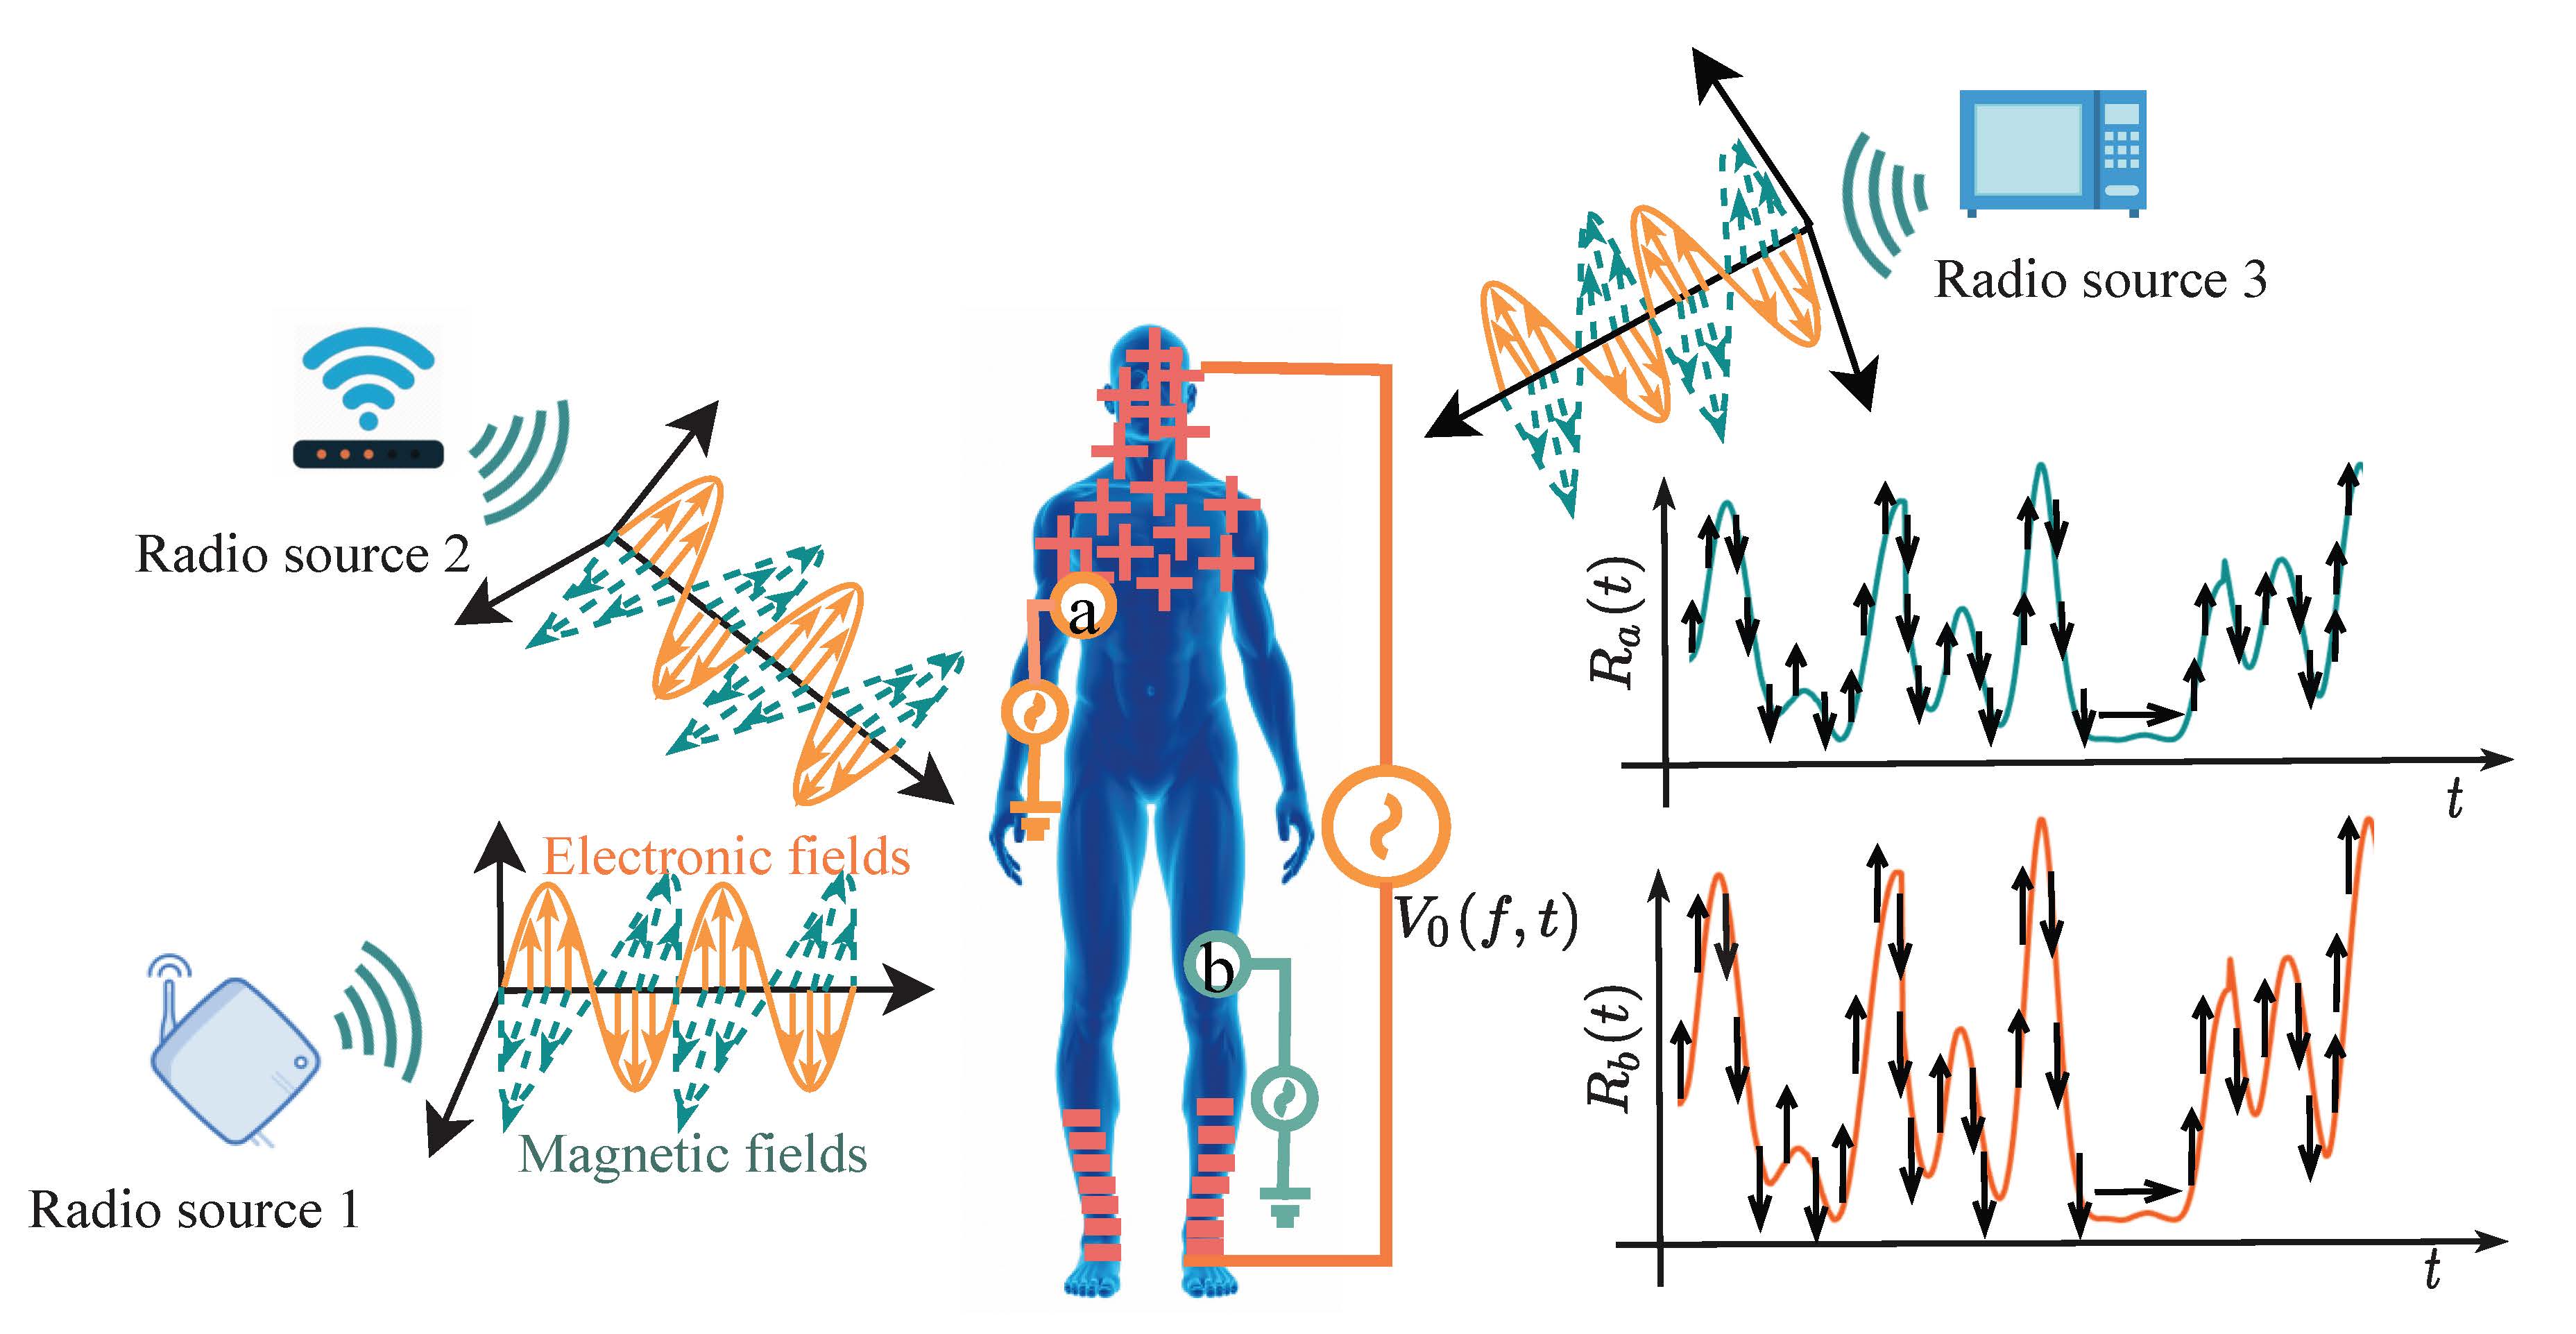 Radio source 3
Radio source 2
a
R_a(t)
t
Electronic fields
V_0(f, t)
b
R_b(t)
Magnetic fields
Radio source 1
t